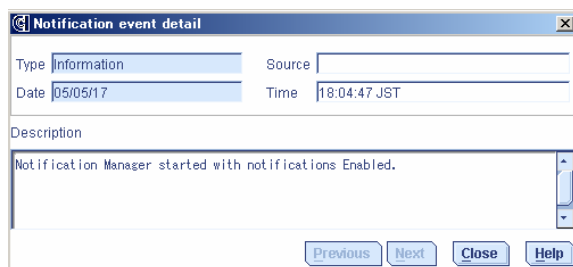 Notification event detail
Type Information Source
Date 05/05/17 Time 18:04:47 JST
Description
Notification Manager started with notifications Enabled.
Previous Next Close Help